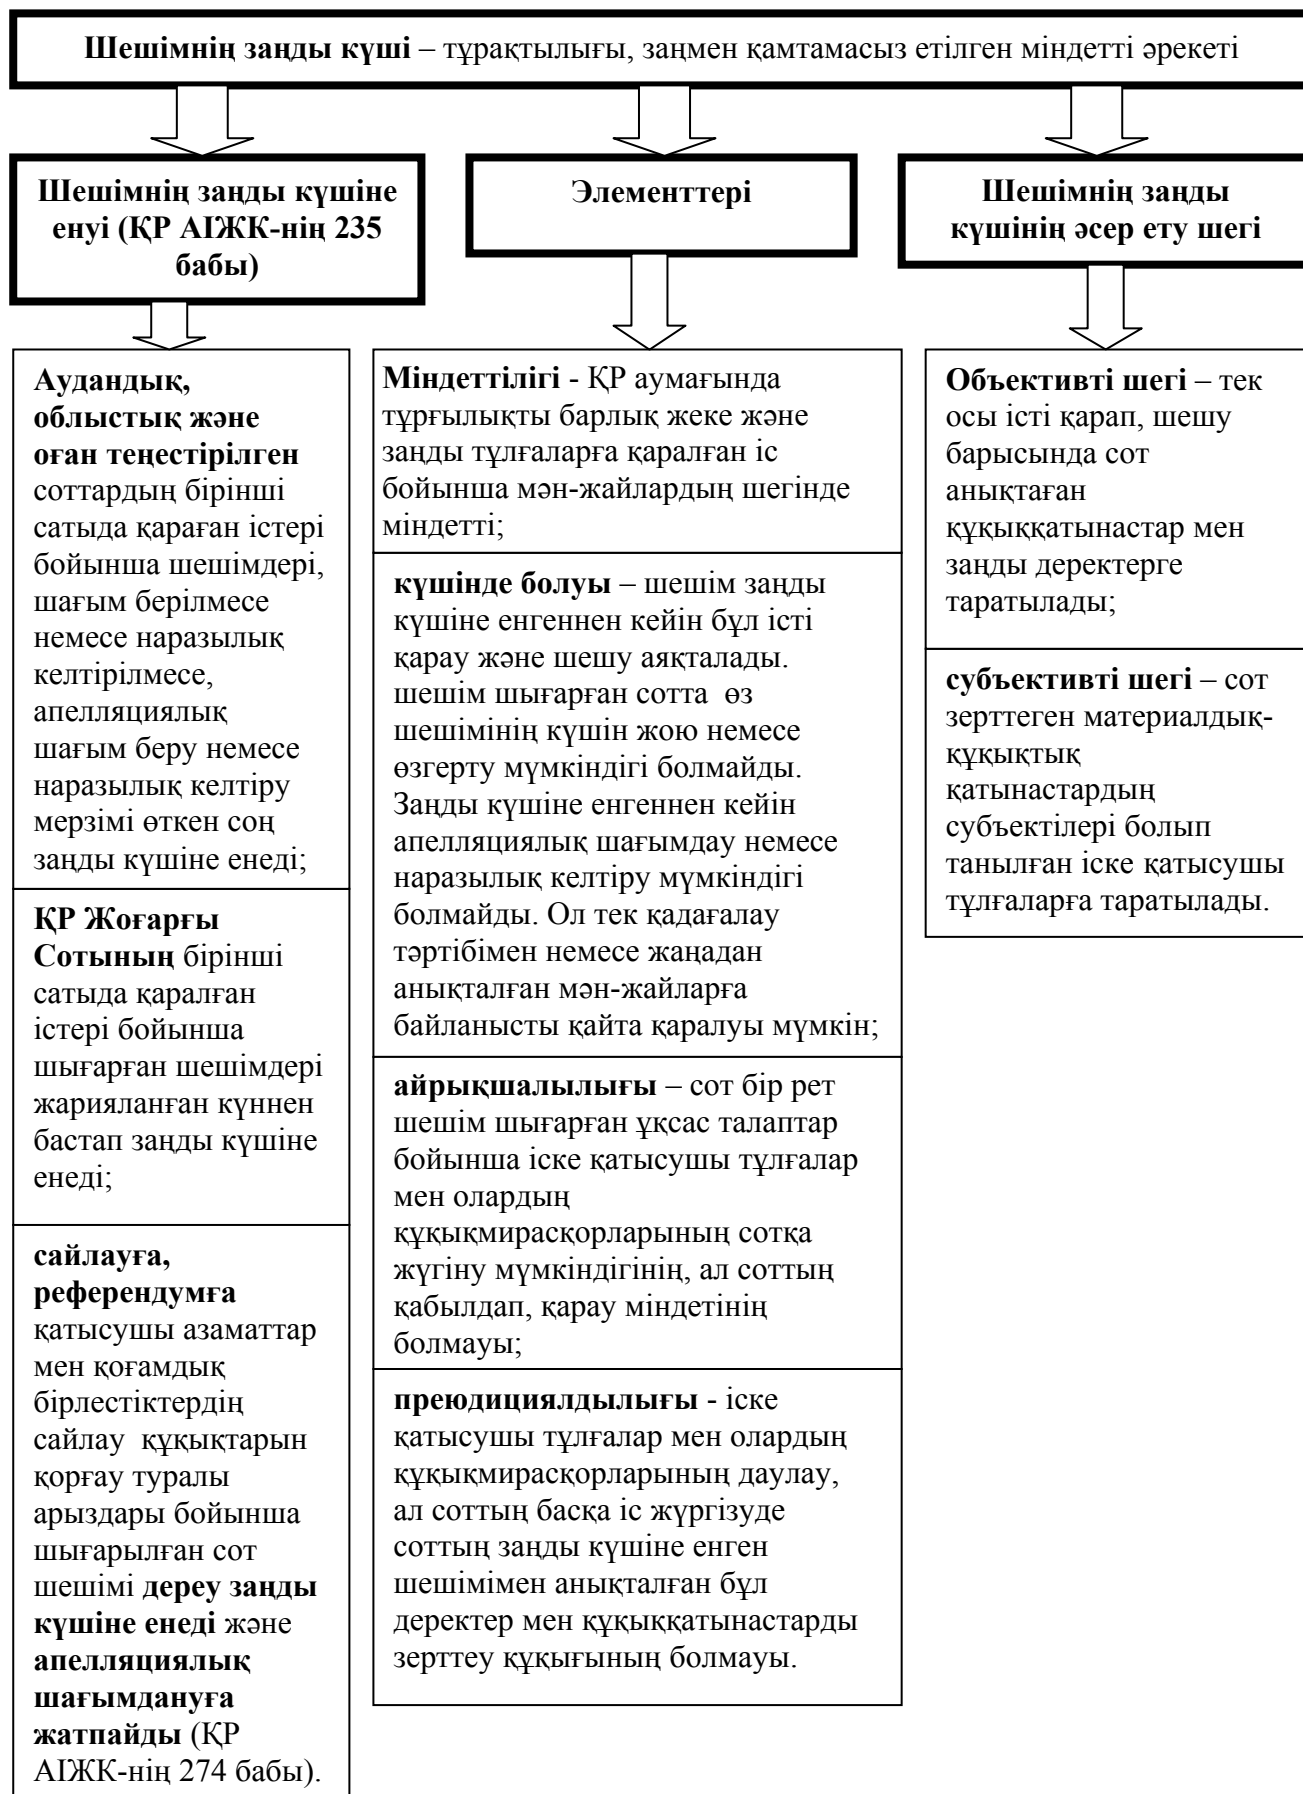 Шешімнің заңды күші – тұрақтылығы, заңмен қамтамасыз етілген міндетті әрекеті
Шешімнің заңды күшіне
енуі (ҚР АІЖК-нің 235
бабы)
Элементтері
Шешімнің заңды
күшінің әсер ету шегі
Аудандық,
облыстық және
оған теңестірілген
соттардың бірінші
сатыда қараған істері
бойынша шешімдері,
шағым берілмесе
немесе наразылық
келтірілмесе,
апелляциялық
шағым беру немесе
наразылық келтіру
мерзімі өткен соң
заңды күшіне енеді;
ҚР Жоғарғы
Сотының бірінші
сатыда қаралған
істері бойынша
шығарған шешімдері
жарияланған күннен
бастап заңды күшіне
енеді;
сайлауға,
референдумға
қатысушы азаматтар
мен қоғамдық
бірлестіктердің
сайлау құқықтарын
қорғау туралы
арыздары бойынша
шығарылған сот
шешімі дереу заңды
күшіне енеді және
апелляциялық
шағымдануға
жатпайды (ҚР
АІЖК-нің 274 бабы).
Міндеттілігі - ҚР аумағында
тұрғылықты барлық жеке және
заңды тұлғаларға қаралған іс
бойынша мән-жайлардың шегінде
міндетті;
күшінде болуы – шешім заңды
күшіне енгеннен кейін бұл істі
қарау және шешу аяқталады.
шешім шығарған сотта өз
шешімінің күшін жою немесе
өзгерту мүмкіндігі болмайды.
Заңды күшіне енгеннен кейін
апелляциялық шағымдау немесе
наразылық келтіру мүмкіндігі
болмайды. Ол тек қадағалау
тәртібімен немесе жаңадан
анықталған мән-жайларға
байланысты қайта қаралуы мүмкін;
айрықшалылығы – сот бір рет
шешім шығарған ұқсас талаптар
бойынша іске қатысушы тұлғалар
мен олардың
құқықмирасқорларының сотқа
жүгіну мүмкіндігінің, ал соттың
қабылдап, қарау міндетінің
болмауы;
преюдициялдылығы - іске
қатысушы тұлғалар мен олардың
құқықмирасқорларының даулау,
ал соттың басқа іс жүргізуде
соттың заңды күшіне енген
шешімімен анықталған бұл
деректер мен құқыққатынастарды
зерттеу құқығының болмауы.
Объективті шегі – тек
осы істі қарап, шешу
барысында сот
анықтаған
құқыққатынастар мен
заңды деректерге
таратылады;
субъективті шегі – сот
зерттеген материалдық-
құқықтық
қатынастардың
субъектілері болып
танылған іске қатысушы
тұлғаларға таратылады.